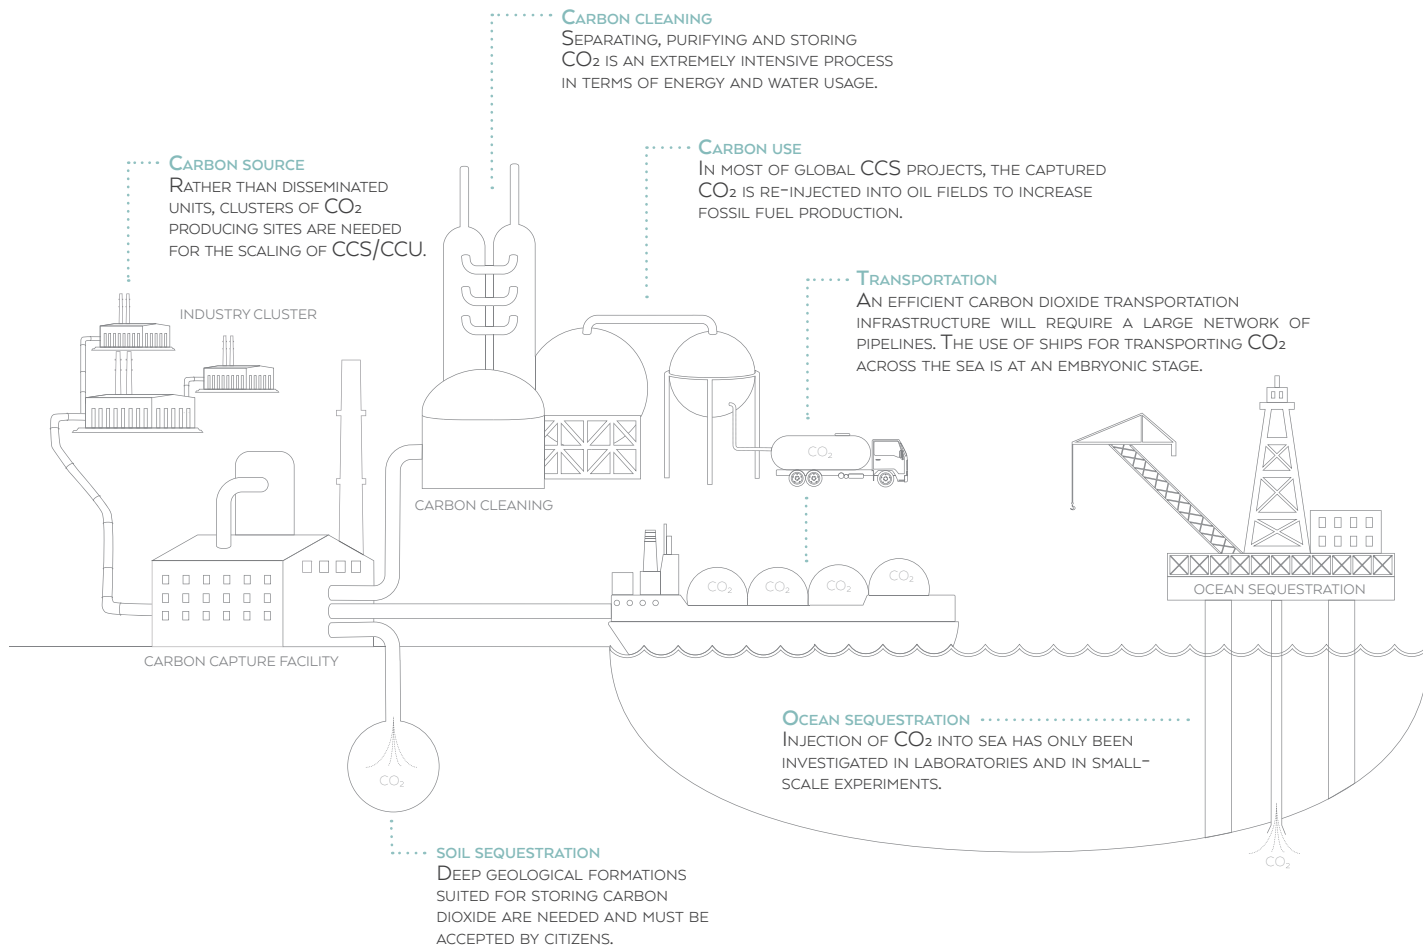 Carbon cleaning
Separating, purifying and storing
CO₂ is an extremely intensive process
in terms of energy and water usage.
Carbon source
Rather than disseminated
units, clusters of CO₂
producing sites are needed
for the scaling of CCS/CCU.
Carbon use
In most of global CCS projects, the captured
CO₂ is re-injected into oil fields to increase
fossil fuel production.
Transportation
An efficient carbon dioxide transportation
infrastructure will require a large network of
pipelines. The use of ships for transporting CO₂
across the sea is at an embryonic stage.
INDUSTRY CLUSTER
CO₂
CARBON CLEANING
CO₂
CO₂
CO₂
CO₂
OCEAN SEQUESTRATION
CARBON CAPTURE FACILITY
Ocean sequestration
Injection of CO₂ into sea has only been
investigated in laboratories and in small-
scale experiments.
CO₂
CO₂
soil sequestration
Deep geological formations
suited for storing carbon
dioxide are needed and must be
accepted by citizens.